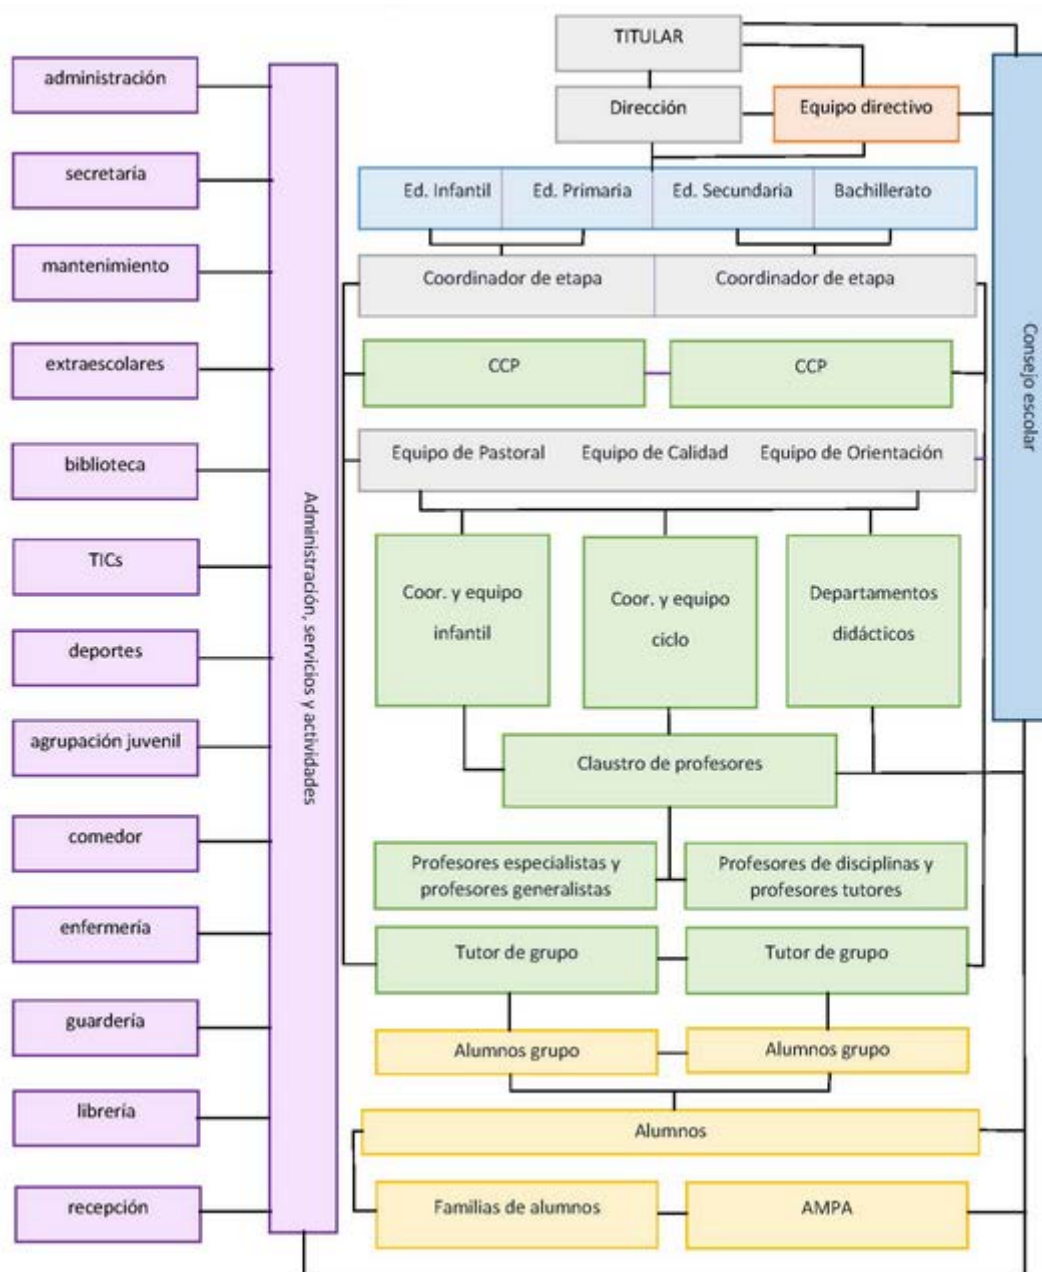 TITULAR
Dirección
Equipo directivo
Ed. Infantil
Ed. Primaria
Ed. Secundaria
Bachillerato
Coordinador de etapa
Coordinador de etapa
CCP
CCP
Equipo de Pastoral
Equipo de Calidad
Equipo de Orientación
Coor. y equipo
infantil
Coor. y equipo
ciclo
Departamentos
didácticos
Claustro de profesores
Profesores especialistas y
profesores generalistas
Profesores de disciplinas y
profesores tutores
Tutor de grupo
Tutor de grupo
Alumnos grupo
Alumnos grupo
Alumnos
Familias de alumnos
AMPA
administración
secretaría
mantenimiento
extraescolares
biblioteca
TICs
deportes
agrupación juvenil
comedor
enfermería
guardería
librería
recepción
Administración, servicios y actividades
Consejo escolar